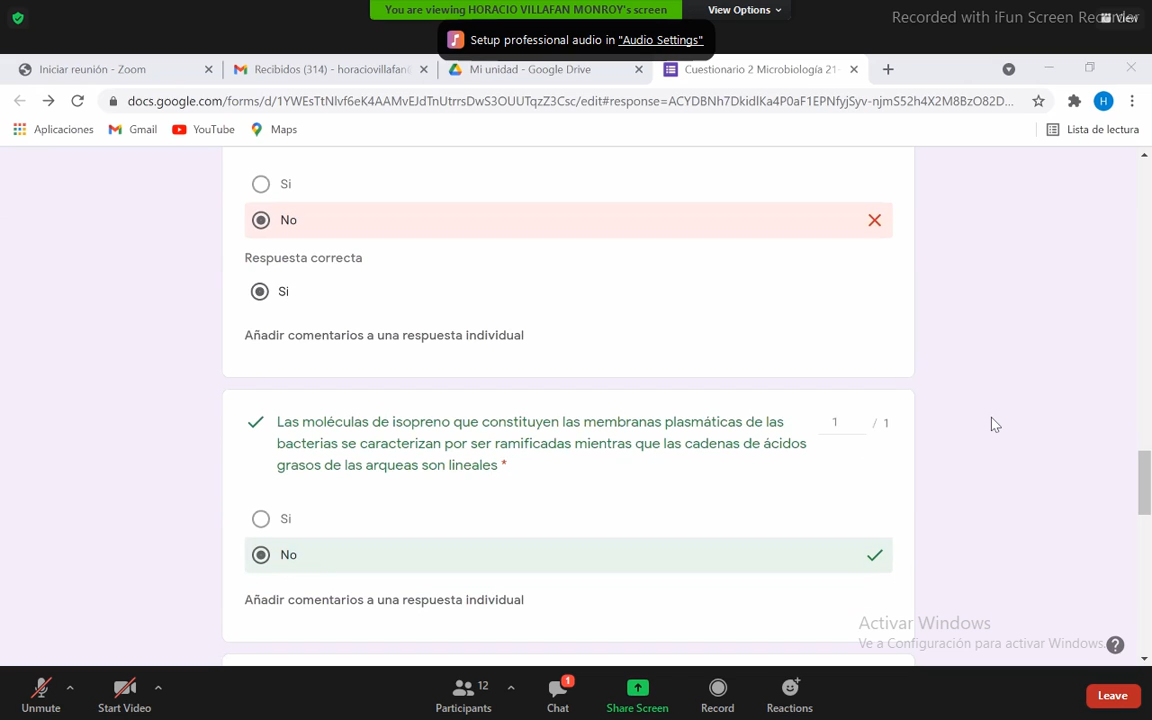 You are viewing HORACIO VILLAFAN MONROY's screen
View Options
Recorded with iFun Screen Recorder
View
Setup professional audio in "Audio Settings"
Iniciar reunión - Zoom
Recibidos (314) - horaciovillafan
Mi unidad - Google Drive
Cuestionario 2 Microbiología 21-
docs.google.com/forms/d/1YWEsTtNlvf6eK4AAMvEJdTnUtrrsDwS3OUUTqzZ3Csc/edit#response=ACYDBNh7DkidlKa4P0aF1EPNfyjSyv-njmS52h4X2M8BzO82D...
H
Aplicaciones
Gmail
YouTube
Maps
Lista de lectura
Si
No
Respuesta correcta
Si
Añadir comentarios a una respuesta individual
Las moléculas de isopreno que constituyen las membranas plasmáticas de las
bacterias se caracterizan por ser ramificadas mientras que las cadenas de ácidos
grasos de las arqueas son lineales *
1 / 1
Si
No
Añadir comentarios a una respuesta individual
Activar Windows
Ve a Configuración para activar Windows.
Unmute
Start Video
12
Participants
1
Chat
Share Screen
Record
Reactions
Leave